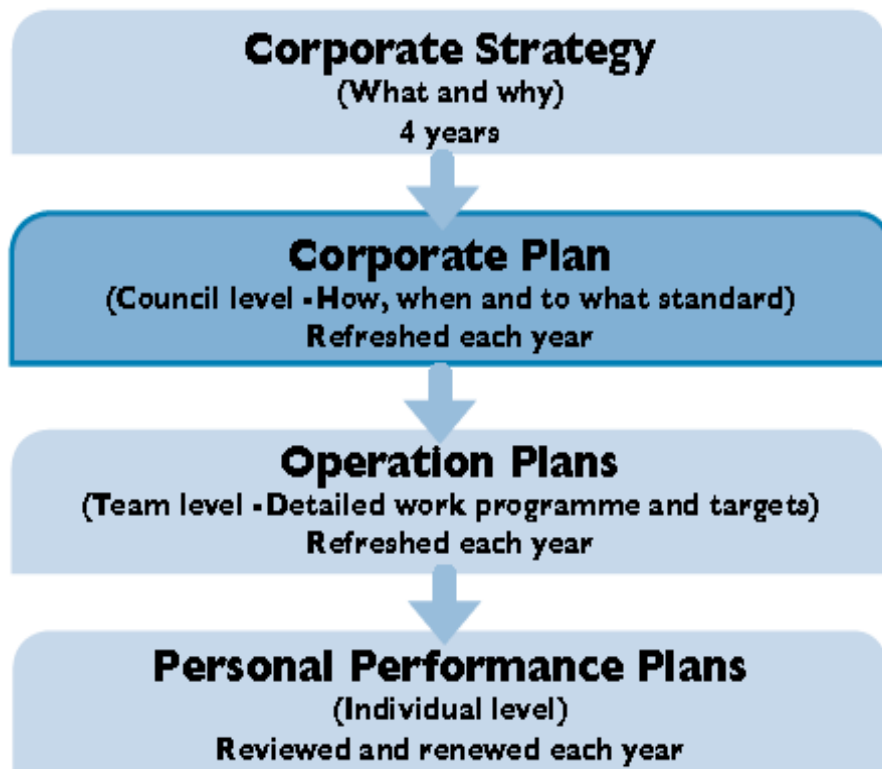 Corporate Strategy
(What and why)
4 years
Corporate Plan
(Council level -How, when and to what standard)
Refreshed each year
Operation Plans
(Team level -Detailed work programme and targets)
Refreshed each year
Personal Performance Plans
(Individual level)
Reviewed and renewed each year